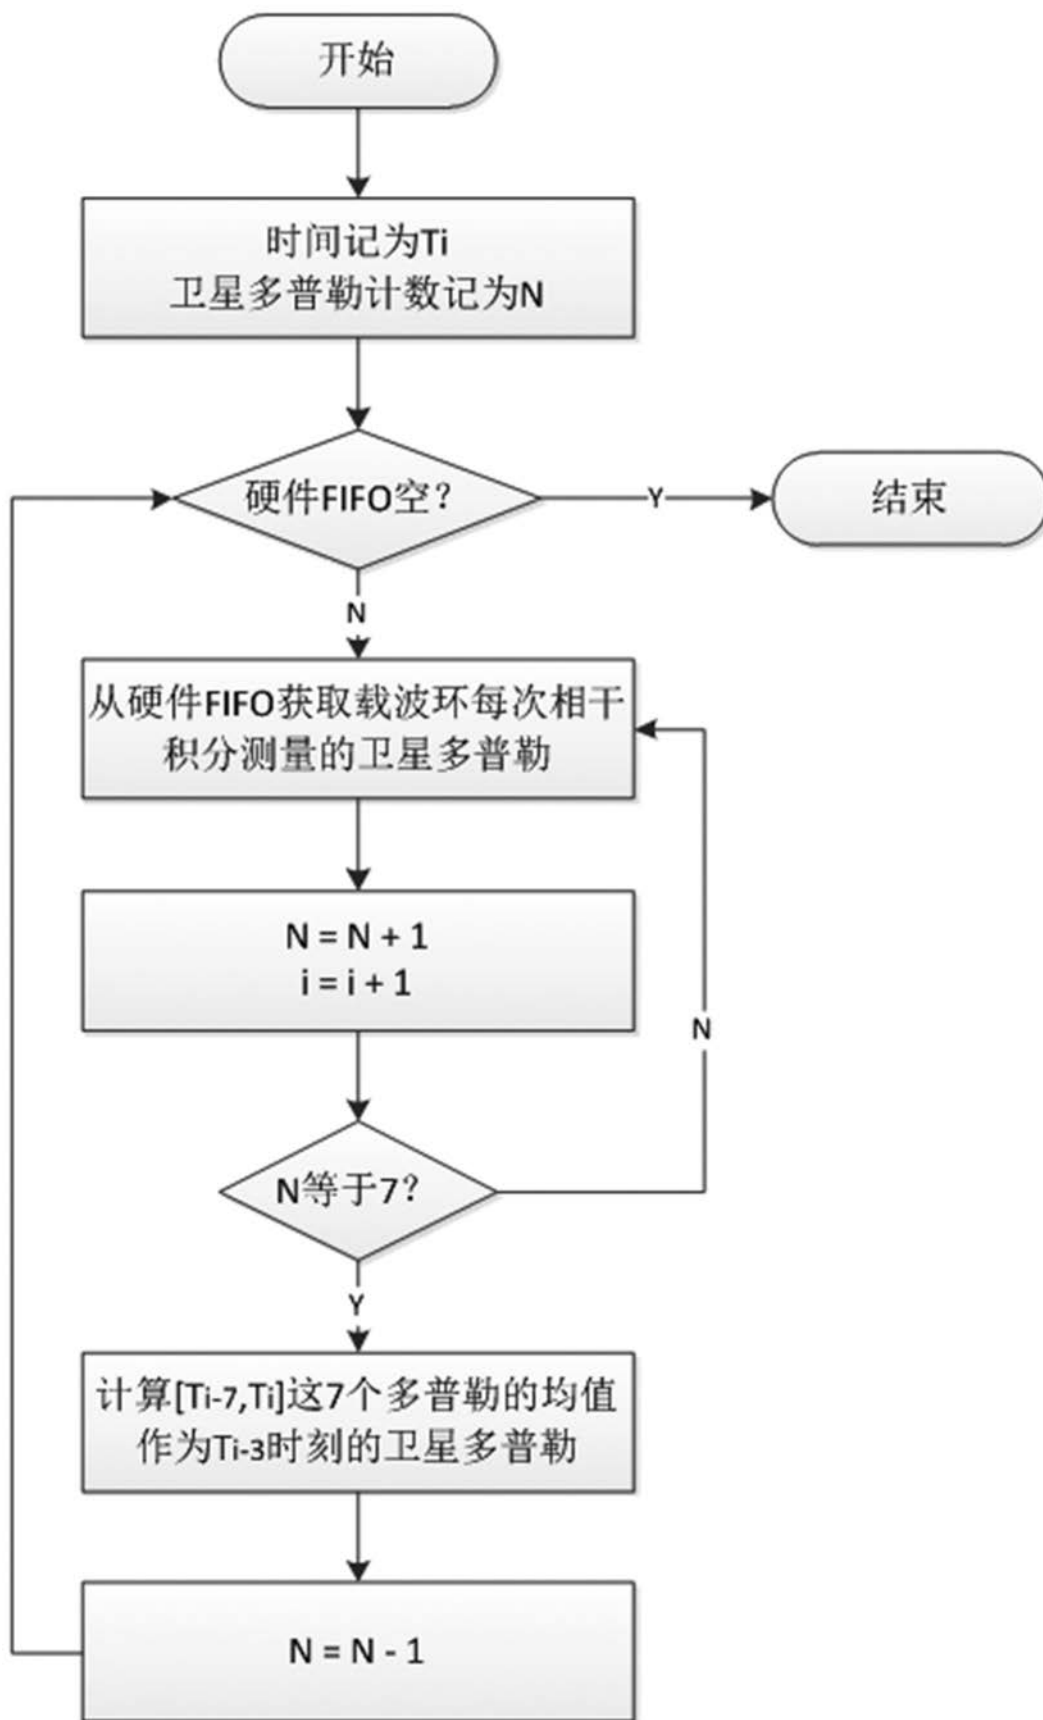 开始
时间记为Ti
卫星多普勒计数记为N
硬件FIFO空？
Y
结束
N
从硬件FIFO获取载波环每次相干
积分测量的卫星多普勒
N = N + 1
i = i + 1
N
N等于7？
Y
计算[Ti-7,Ti]这7个多普勒的均值
作为Ti-3时刻的卫星多普勒
N = N - 1